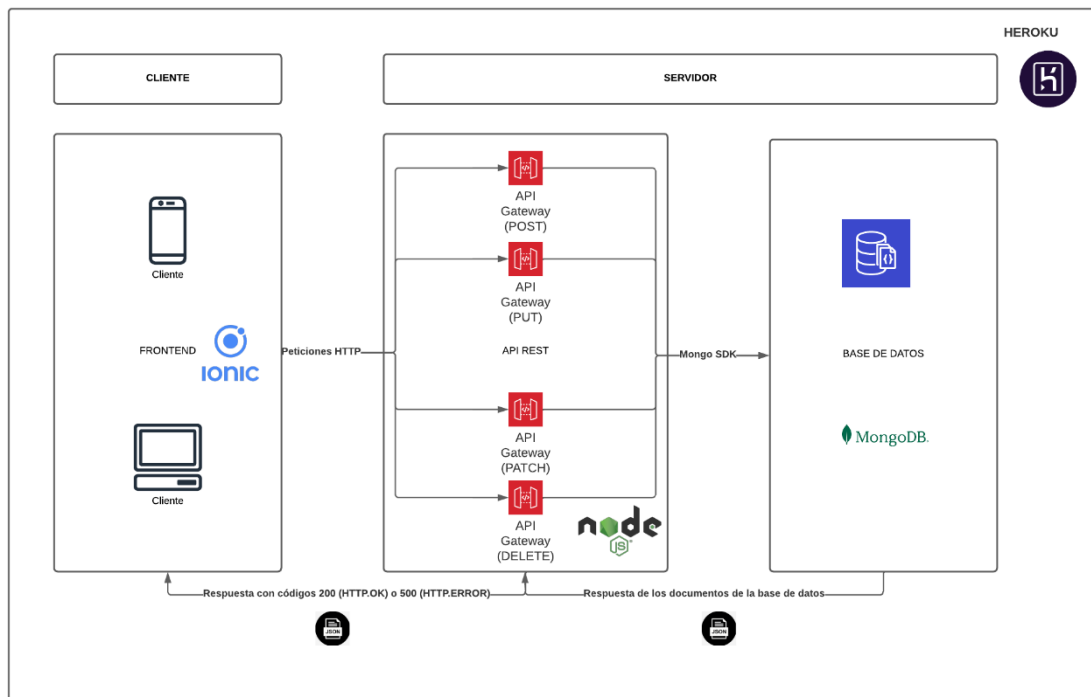 HEROKU
CLIENTE
SERVIDOR
Cliente
FRONTEND
IONIC
Cliente
Peticiones HTTP
API
Gateway
(POST)
API
Gateway
(PUT)
API REST
API
Gateway
(PATCH)
API
Gateway
(DELETE)
node
JS
Mongo SDK
BASE DE DATOS
MongoDB.
Respuesta con códigos 200 (HTTP.OK) o 500 (HTTP.ERROR)
JSON
Respuesta de los documentos de la base de datos
JSON